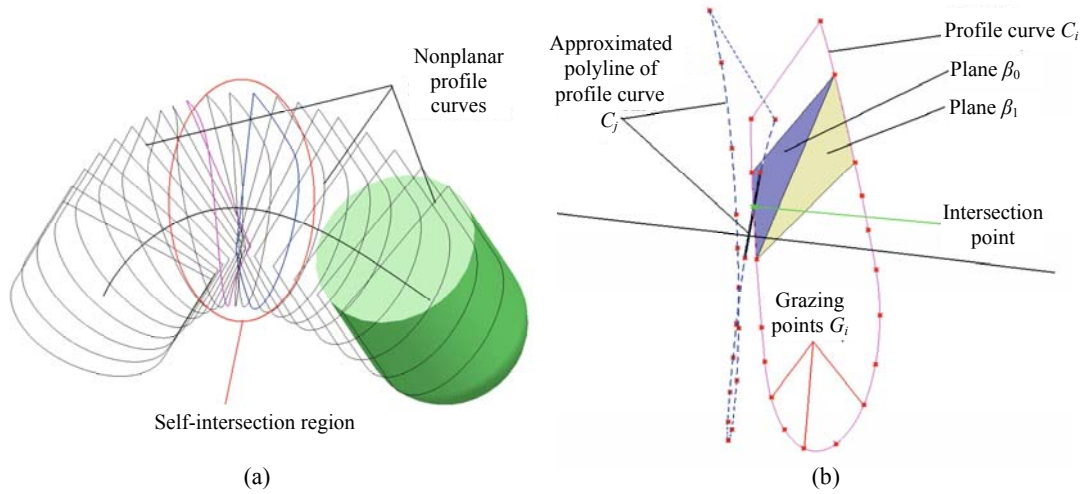 Nonplanar
profile
curves
Self-intersection region
(a)
Approximated
polyline of
profile curve
Cj
Profile curve Ci
Plane β0
Plane β1
Intersection
point
Grazing
points Gi
(b)